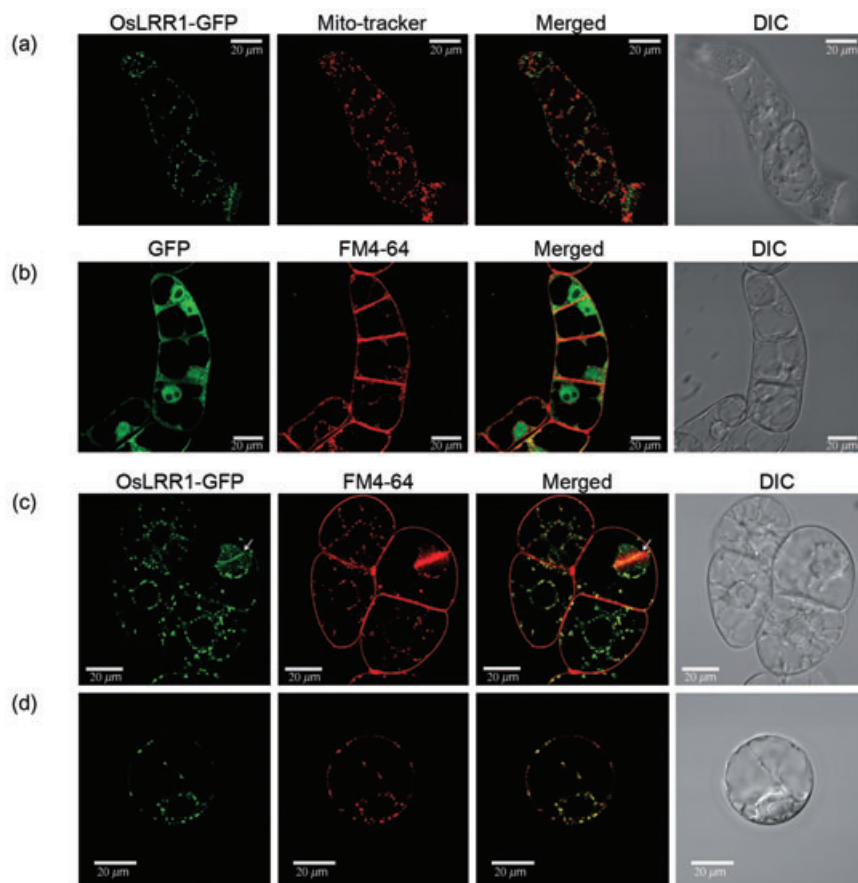 OsLRR1-GFP Mito-tracker Merged DIC
(a)
20 µm 20 µm 20 µm 20 µm
GFP FM4-64 Merged DIC
(b)
20 µm 20 µm 20 µm 20 µm
OsLRR1-GFP FM4-64 Merged DIC
(c)
20 µm 20 µm 20 µm 20 µm
(d)
20 µm 20 µm 20 µm 20 µm